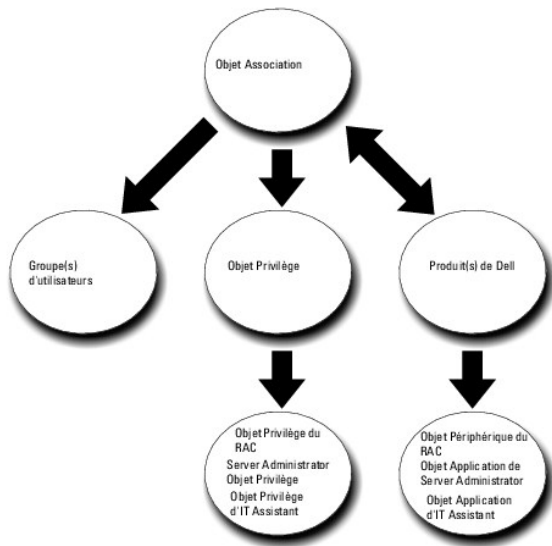 Objet Association
Groupe(s)
d'utilisateurs
Objet Privilège
Produit(s) de Dell
Objet Privilège du
RAC
Server Administrator
Objet Privilège
Objet Privilège
d'IT Assistant
Objet Périphérique du
RAC
Objet Application de
Server Administrator
Objet Application
d'IT Assistant